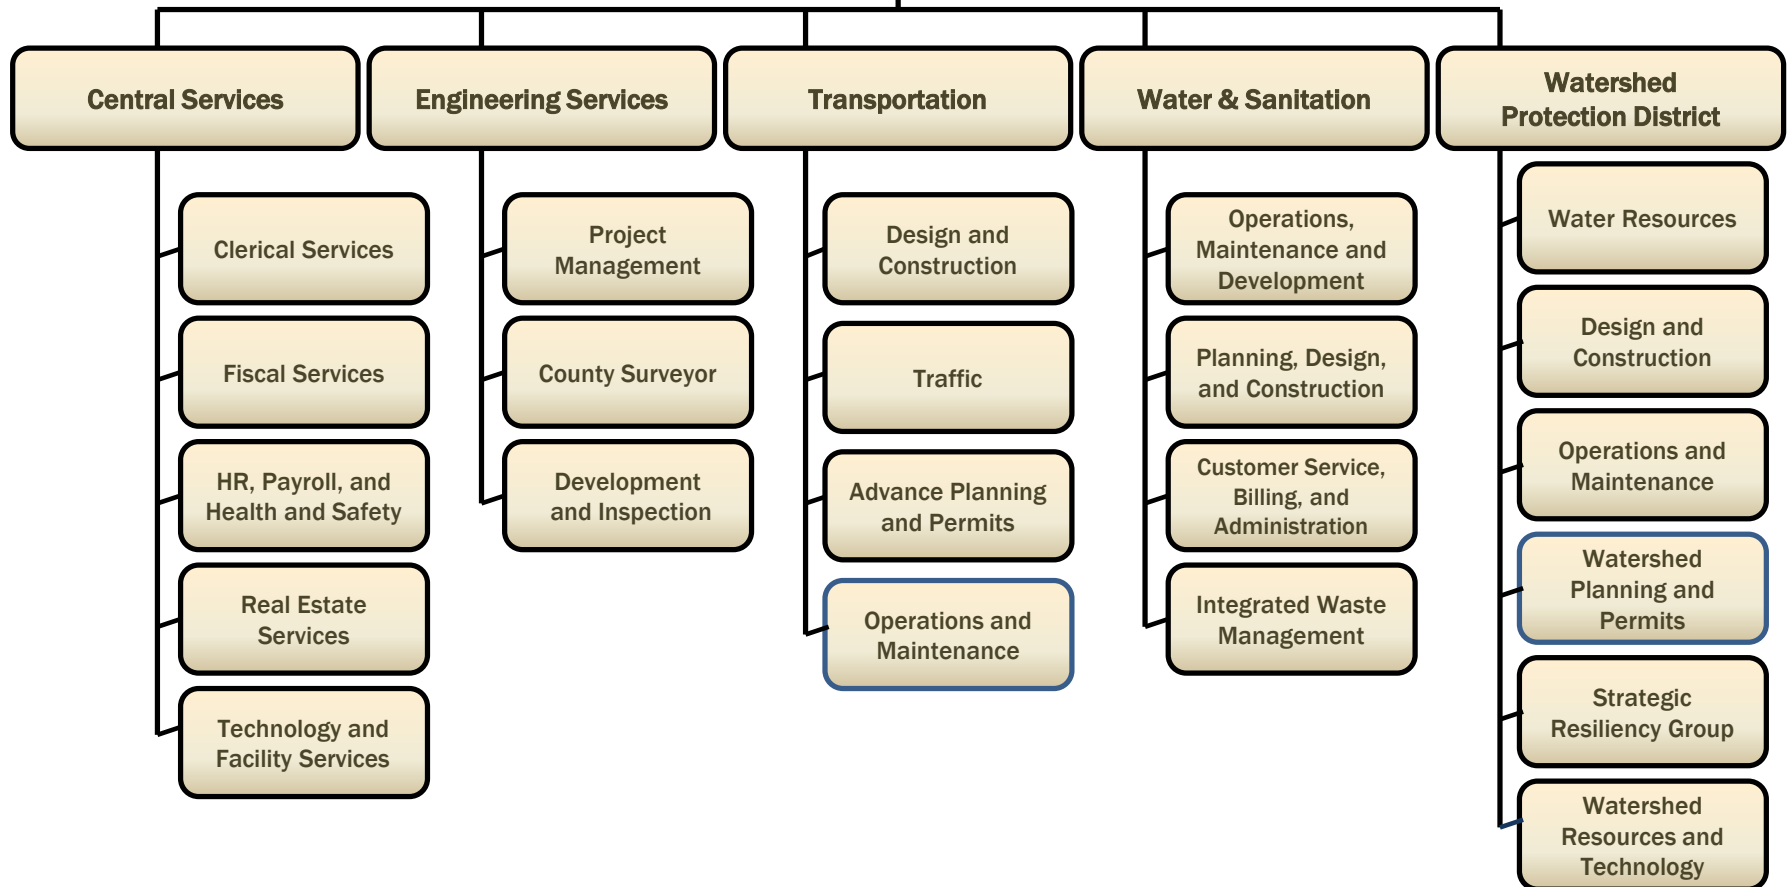 Central Services
Engineering Services
Transportation
Water & Sanitation
Watershed
Protection District
Clerical Services
Fiscal Services
HR, Payroll, and
Health and Safety
Real Estate
Services
Technology and
Facility Services
Project
Management
County Surveyor
Development
and Inspection
Design and
Construction
Traffic
Advance Planning
and Permits
Operations and
Maintenance
Operations,
Maintenance and
Development
Planning, Design,
and Construction
Customer Service,
Billing, and
Administration
Integrated Waste
Management
Water Resources
Design and
Construction
Operations and
Maintenance
Watershed
Planning and
Permits
Strategic
Resiliency Group
Watershed
Resources and
Technology